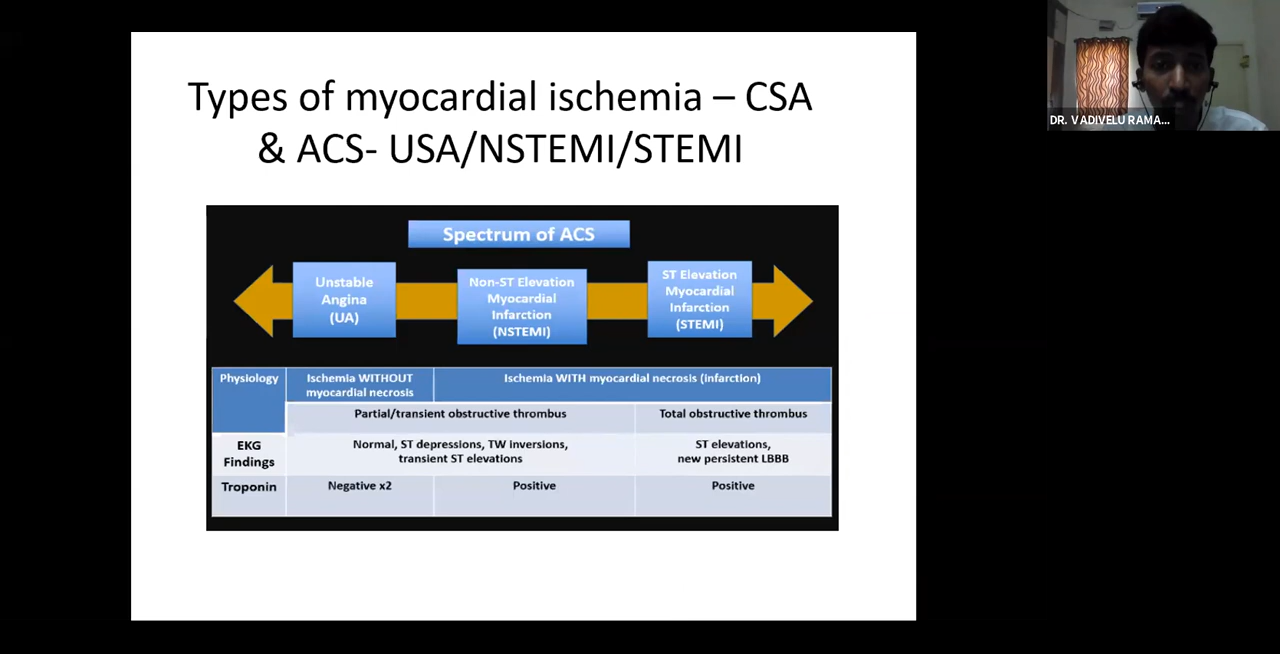 Types of myocardial ischemia – CSA
& ACS- USA/NSTEMI/STEMI
Spectrum of ACS
Unstable
Angina
(UA)
Non-ST Elevation
Myocardial
Infarction
(NSTEMI)
ST Elevation
Myocardial
Infarction
(STEMI)
Physiology
Ischemia WITHOUT
myocardial necrosis
Ischemia WITH myocardial necrosis (infarction)
Partial/transient obstructive thrombus
Total obstructive thrombus
EKG
Findings
Normal, ST depressions, TW inversions,
transient ST elevations
ST elevations,
new persistent LBBB
Troponin
Negative x2
Positive
Positive
DR. VADIVELU RAMA...